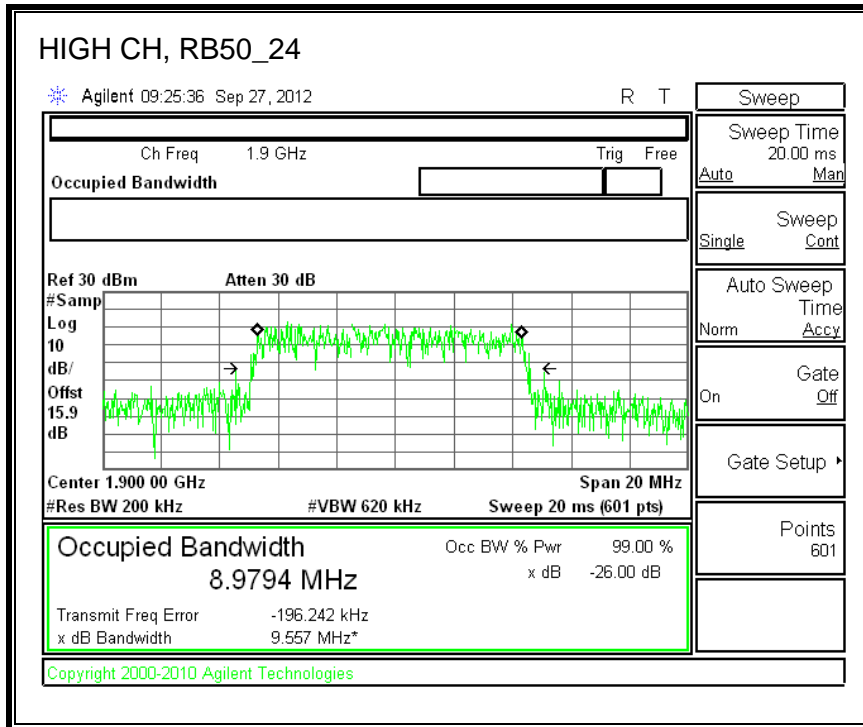 HIGH CH, RB50_24
Agilent 09:25:36 Sep 27, 2012 R T
Ch Freq 1.9 GHz Trig Free
Occupied Bandwidth
Ref 30 dBm Atten 30 dB
#Samp
Log
10
dB/
Offst
15.9
dB
Center 1.900 00 GHz Span 20 MHz
#Res BW 200 kHz #VBW 620 kHz Sweep 20 ms (601 pts)
Occupied Bandwidth Occ BW % Pwr 99.00 %
8.9794 MHz x dB -26.00 dB
Transmit Freq Error -196.242 kHz
x dB Bandwidth 9.557 MHz*
Copyright 2000-2010 Agilent Technologies
Sweep
Sweep Time
20.00 ms
Auto Man
Sweep
Single Cont
Auto Sweep
Time
Norm Accy
Gate
On Off
Gate Setup
Points
601